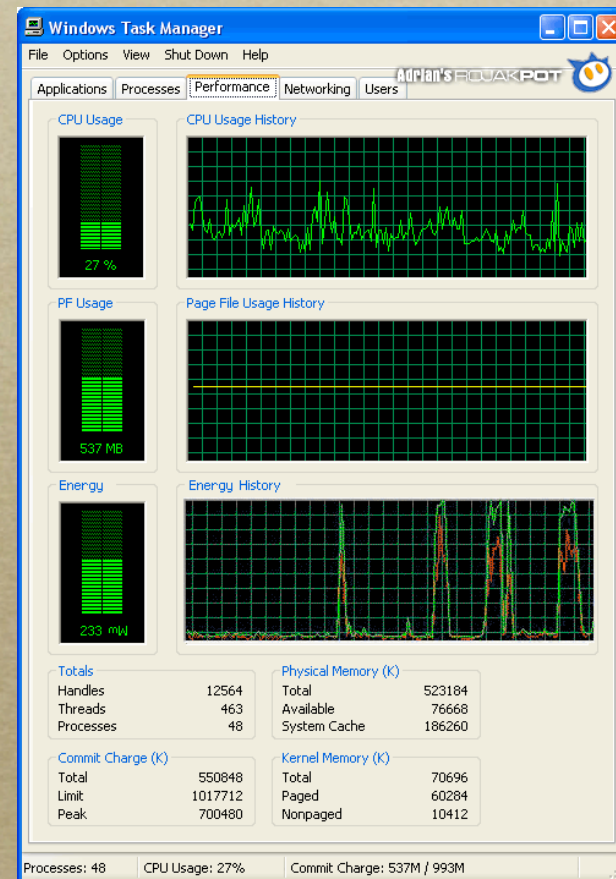 Windows Task Manager
File Options View Shut Down Help
Adrian's ROJAKPOT
Applications Processes Performance Networking Users
CPU Usage CPU Usage History
27 %
PF Usage Page File Usage History
537 MB
Energy Energy History
233 mW
Totals Physical Memory (K)
Handles 12564 Total 523184
Threads 463 Available 76668
Processes 48 System Cache 186260
Commit Charge (K) Kernel Memory (K)
Total 550848 Total 70696
Limit 1017712 Paged 60284
Peak 700480 Nonpaged 10412
Processes: 48 CPU Usage: 27% Commit Charge: 537M / 993M